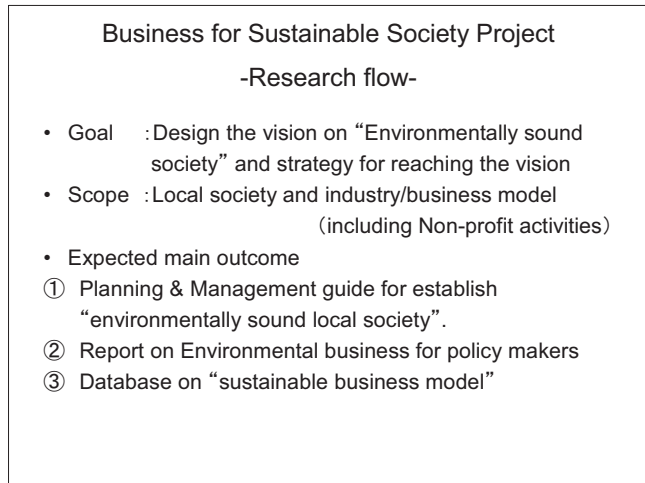 Business for Sustainable Society Project
-Research flow-
• Goal :Design the vision on “Environmentally sound
society” and strategy for reaching the vision
• Scope :Local society and industry/business model
（including Non-profit activities）
• Expected main outcome
① Planning & Management guide for establish
“environmentally sound local society”.
② Report on Environmental business for policy makers
③ Database on “sustainable business model”